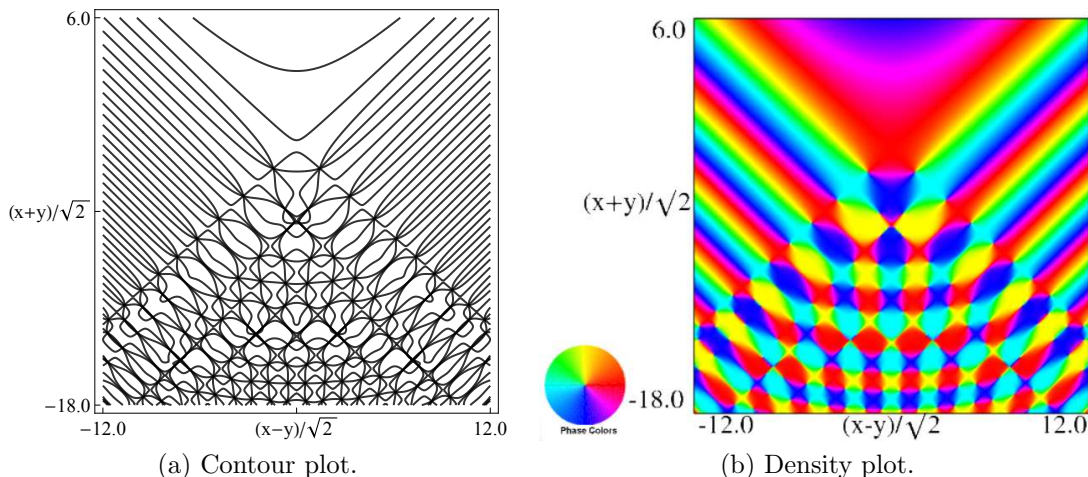 6.0
(x+y)/√2
−18.0
−12.0
(x−y)/√2
12.0
(a) Contour plot.
6.0
(x+y)/√2
Phase Colors
-18.0
-12.0
(x-y)/√2
12.0
(b) Density plot.